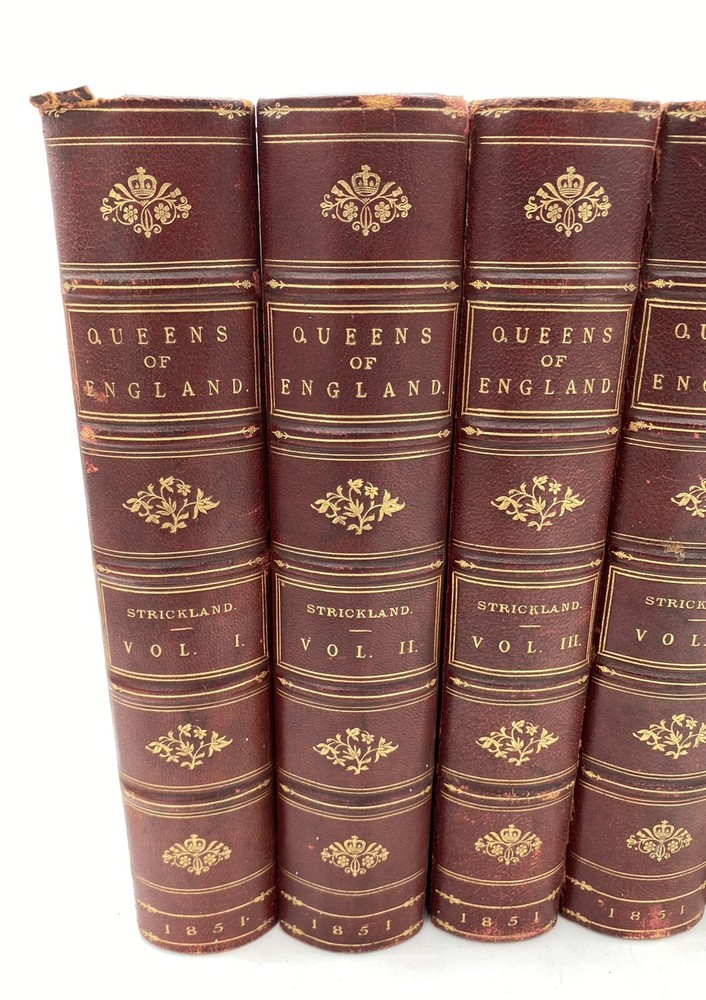 QUEENS
OF
ENGLAND.
STRICKLAND.
VOL. I.
1851.
QUEENS
OF
ENGLAND.
STRICKLAND.
VOL. II.
1851
QUEENS
OF
ENGLAND.
STRICKLAND.
VOL. III.
1851
VOL.
1851